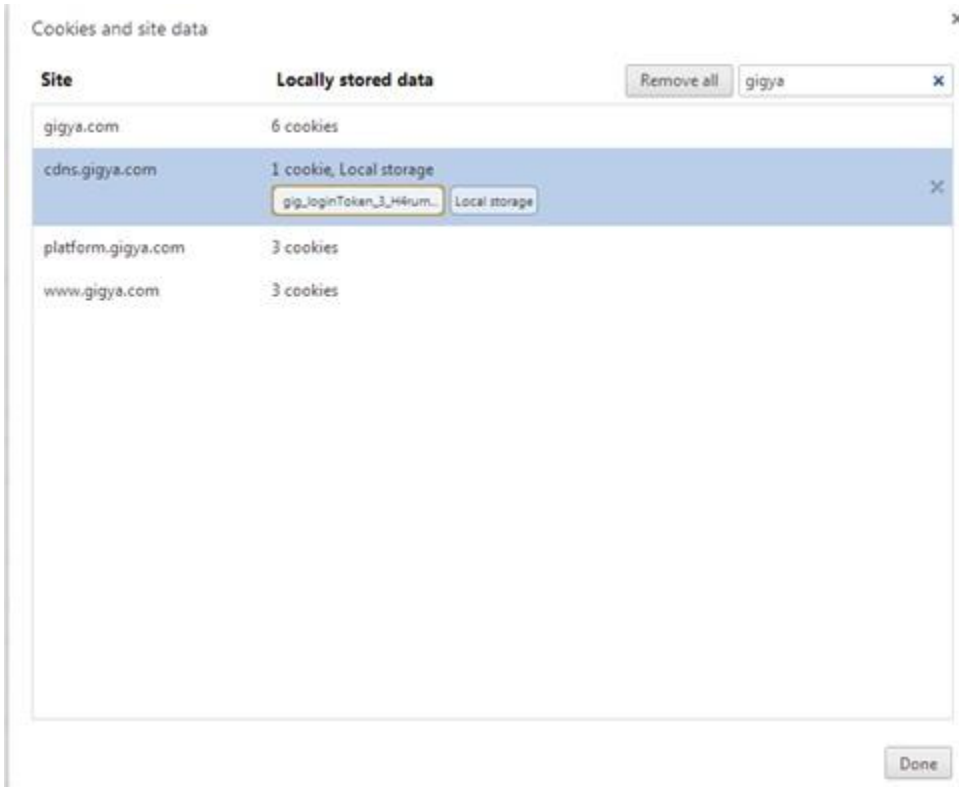 Cookies and site data
Site Locally stored data Remove all gigya
gigya.com 6 cookies
cdns.gigya.com 1 cookie, Local storage
gig_loginToken_3_H4rum... Local storage
platform.gigya.com 3 cookies
www.gigya.com 3 cookies
Done